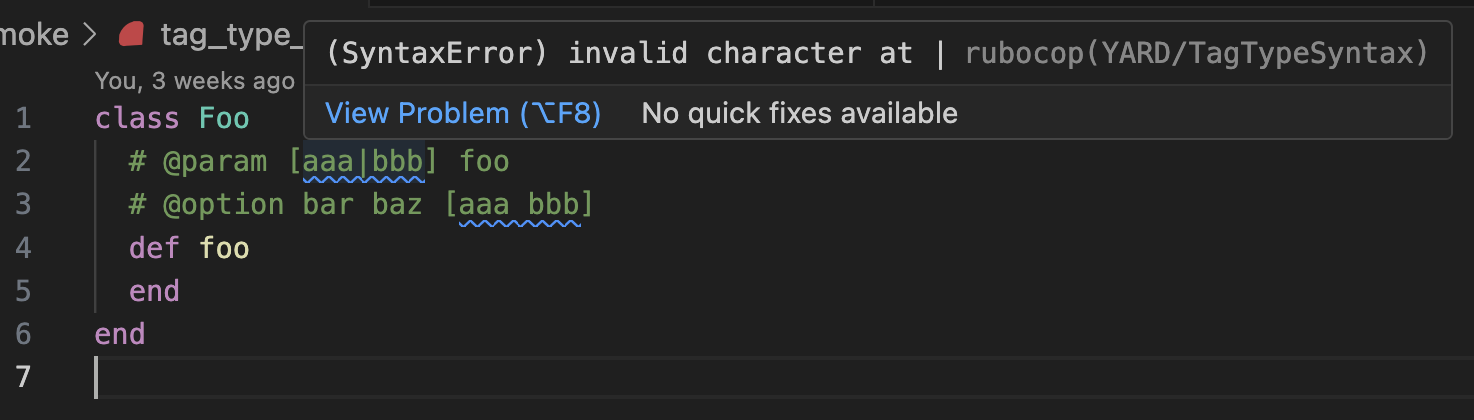 moke > tag_type_
(SyntaxError) invalid character at | rubocop(YARD/TagTypeSyntax)
You, 3 weeks ago
View Problem (⌥F8) No quick fixes available
1 class Foo
2 # @param [aaa|bbb] foo
3 # @option bar baz [aaa bbb]
4 def foo
5 end
6 end
7